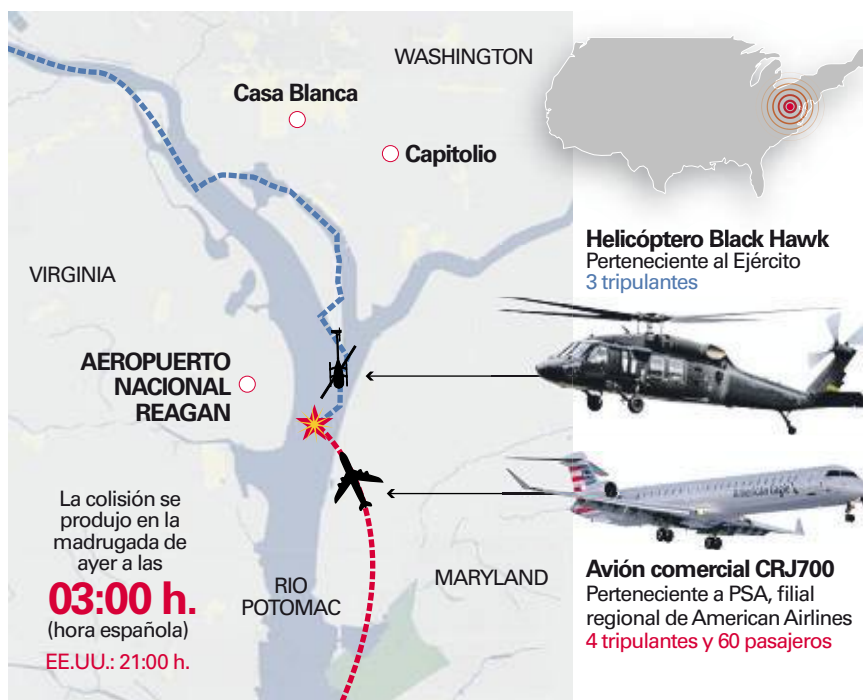 WASHINGTON
Casa Blanca
Capitolio
VIRGINIA
AEROPUERTO
NACIONAL
REAGAN
La colisión se
produjo en la
madrugada de
ayer a las
03:00 h.
(hora española)
EE.UU.: 21:00 h.
RIO
POTOMAC
MARYLAND
Helicóptero Black Hawk
Perteneciente al Ejército
3 tripulantes
Avión comercial CRJ700
Perteneciente a PSA, filial
regional de American Airlines
4 tripulantes y 60 pasajeros